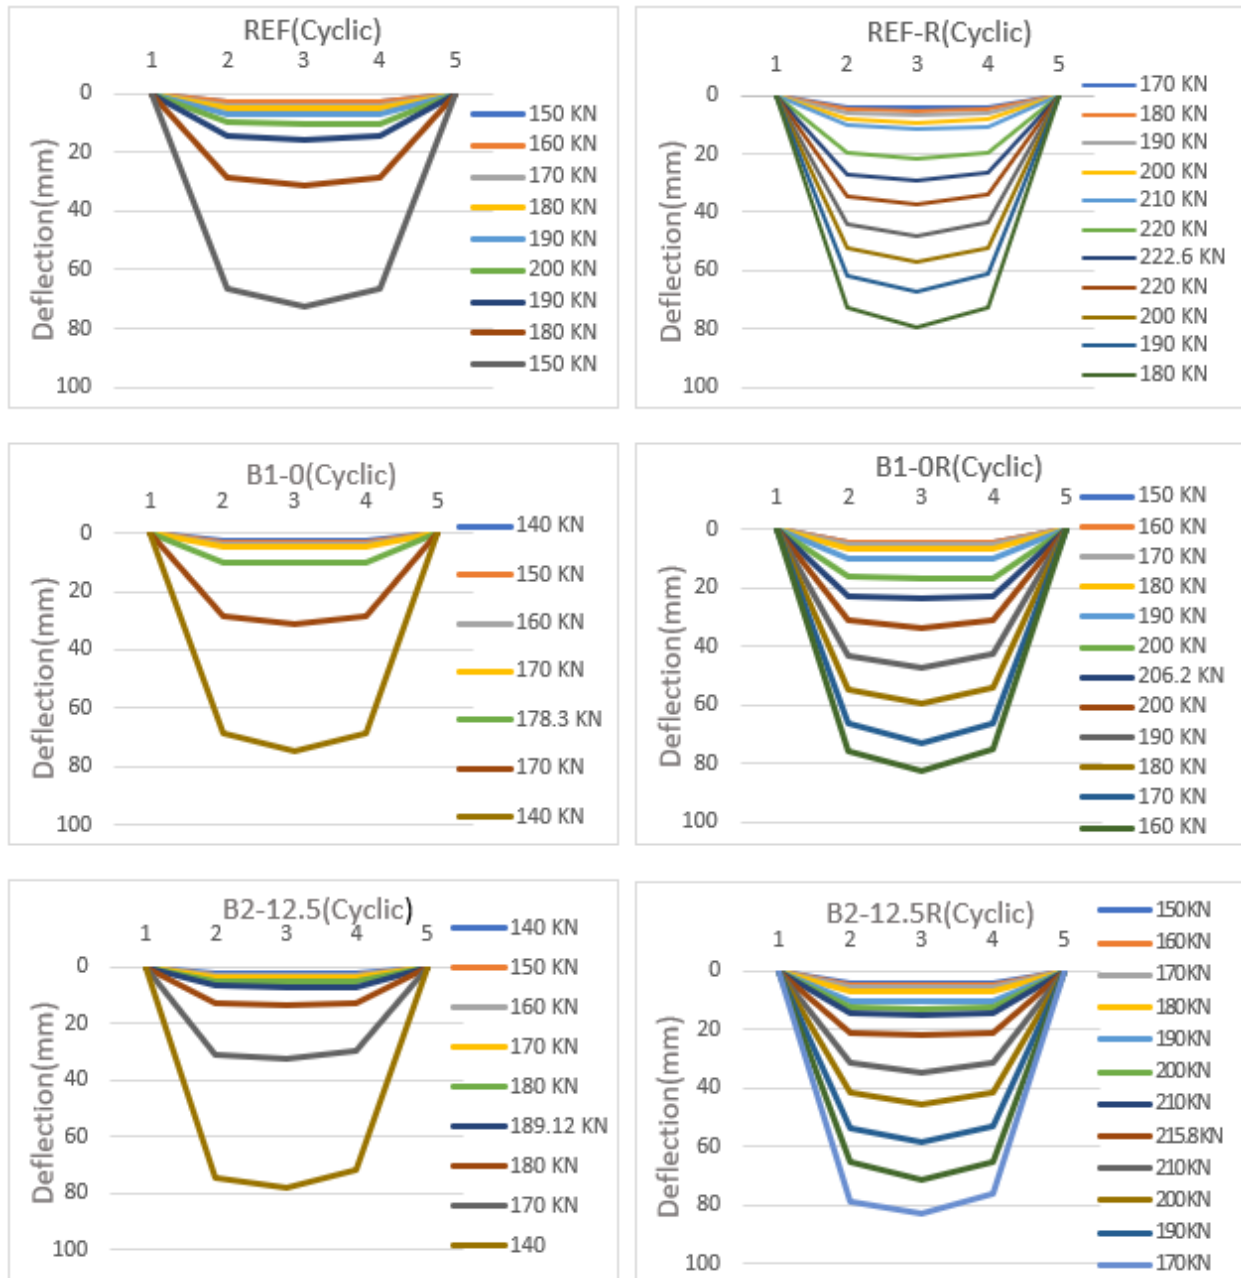 REF(Cyclic)
1 2 3 4 5
0
20
40
60
80
100
Deflection(mm)
150 KN
160 KN
170 KN
180 KN
190 KN
200 KN
190 KN
180 KN
150 KN
REF-R(Cyclic)
1 2 3 4 5
0
20
40
60
80
100
Deflection(mm)
170 KN
180 KN
190 KN
200 KN
210 KN
220 KN
222.6 KN
220 KN
200 KN
190 KN
180 KN
B1-0(Cyclic)
1 2 3 4 5
0
20
40
60
80
100
Deflection(mm)
140 KN
150 KN
160 KN
170 KN
178.3 KN
170 KN
140 KN
B1-0R(Cyclic)
1 2 3 4 5
0
20
40
60
80
100
Deflection(mm)
150 KN
160 KN
170 KN
180 KN
190 KN
200 KN
206.2 KN
200 KN
190 KN
180 KN
170 KN
160 KN
B2-12.5(Cyclic)
1 2 3 4 5
0
20
40
60
80
100
Deflection(mm)
140 KN
150 KN
160 KN
170 KN
180 KN
189.12 KN
180 KN
170 KN
140
B2-12.5R(Cyclic)
1 2 3 4 5
0
20
40
60
80
100
Deflection(mm)
150KN
160KN
170KN
180KN
190KN
200KN
210KN
215.8KN
210KN
200KN
190KN
170KN